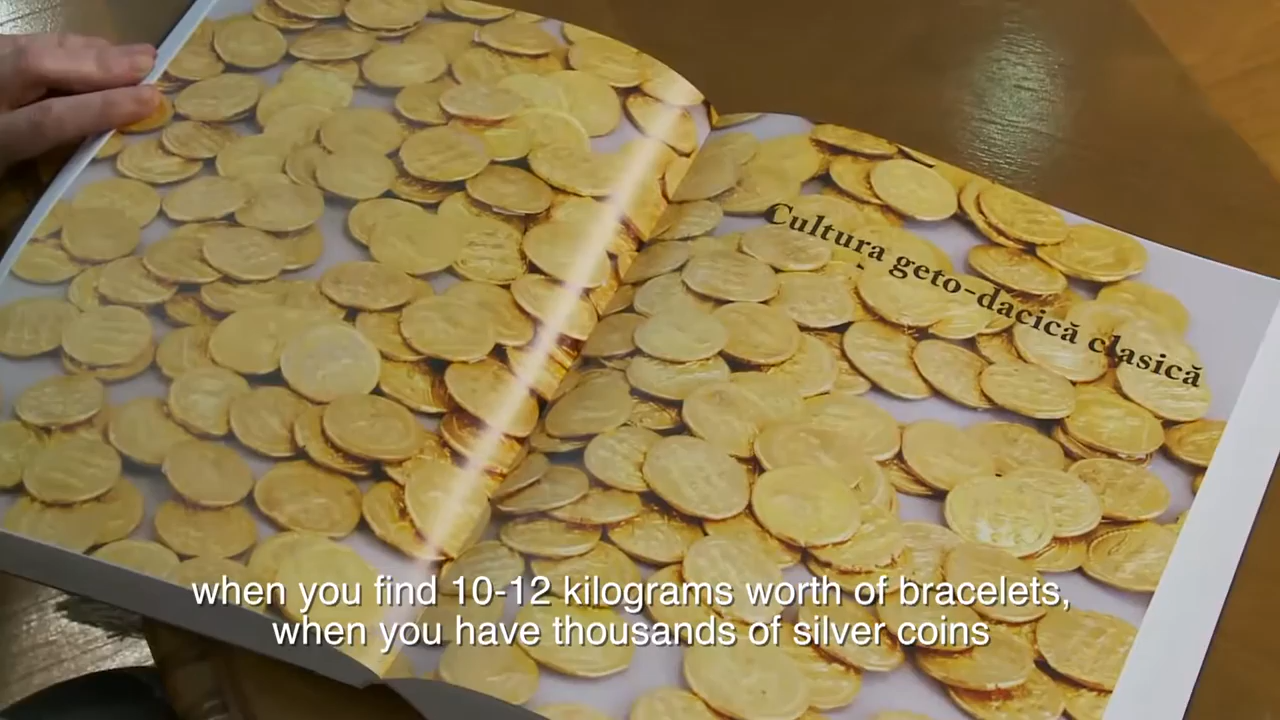 Cultura geto-dacică clasică
when you find 10-12 kilograms worth of bracelets,
when you have thousands of silver coins